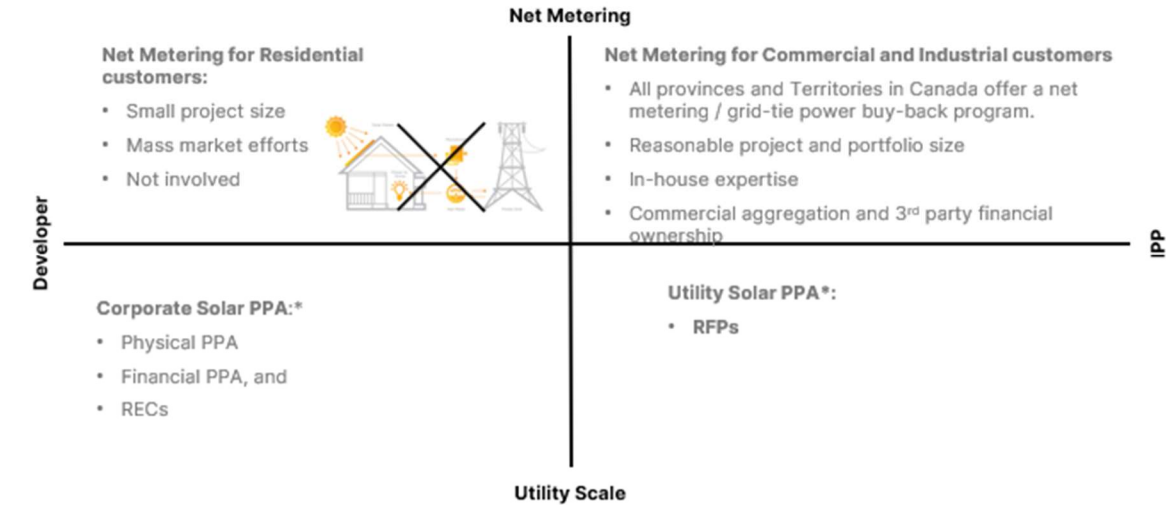 Net Metering
Net Metering for Residential
customers:
• Small project size
• Mass market efforts
• Not involved
Net Metering for Commercial and Industrial customers
• All provinces and Territories in Canada offer a net
metering / grid-tie power buy-back program.
• Reasonable project and portfolio size
• In-house expertise
• Commercial aggregation and 3rd party financial
ownership
Developer
IPP
Corporate Solar PPA:*
• Physical PPA
• Financial PPA, and
• RECs
Utility Solar PPA*:
• RFPs
Utility Scale